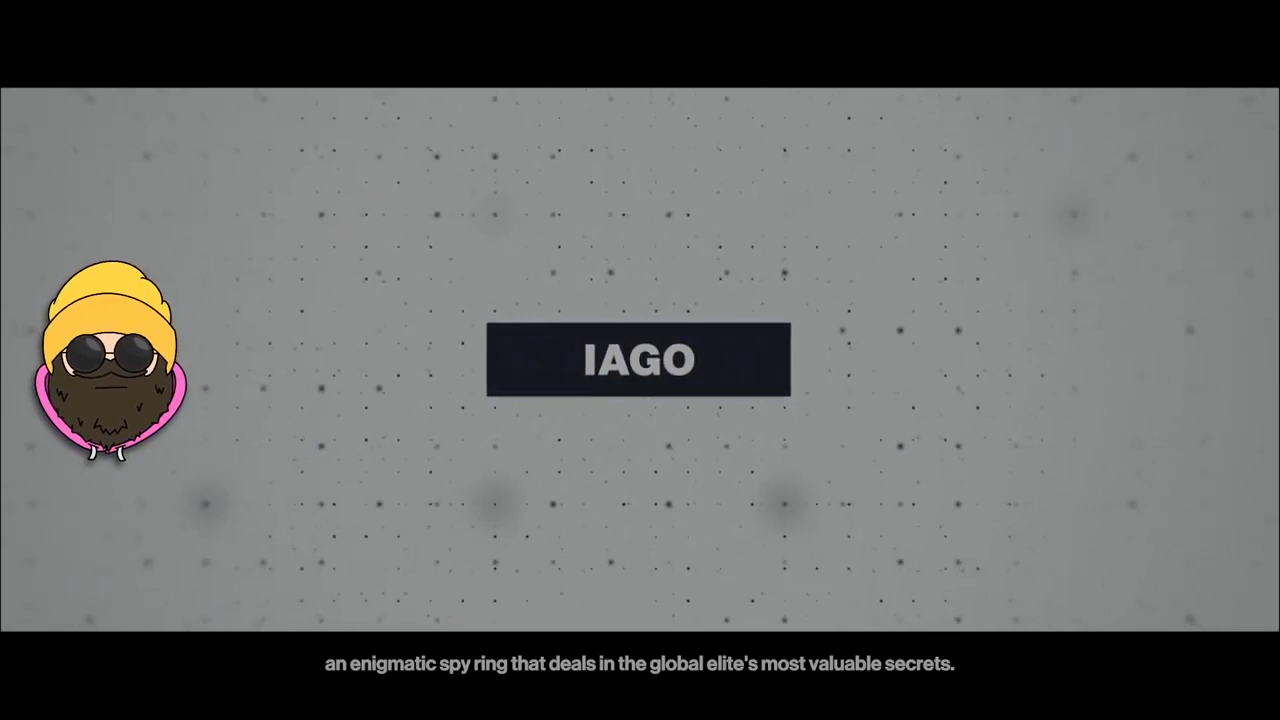 IAGO
an enigmatic spy ring that deals in the global elite's most valuable secrets.